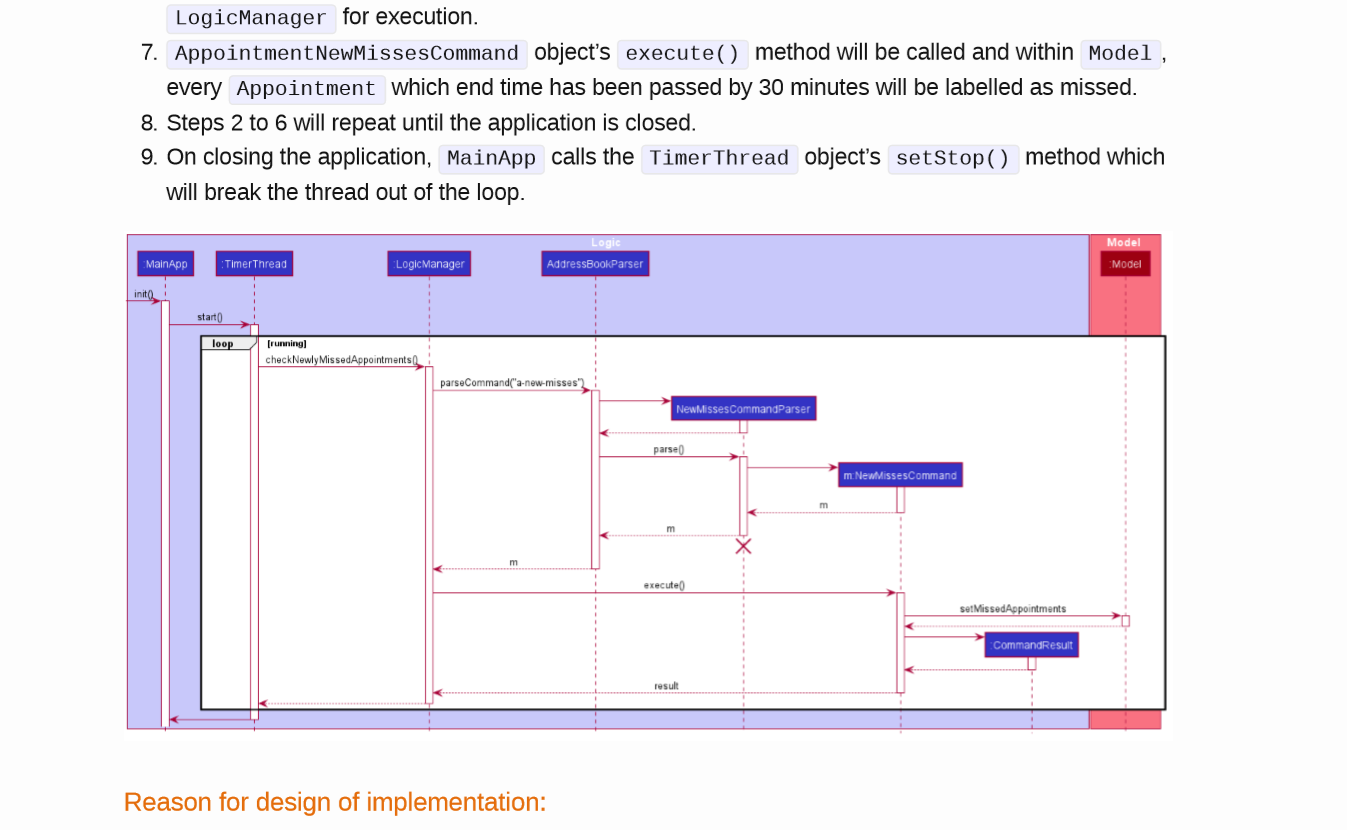 LogicManager for execution.
7. AppointmentNewMissesCommand object’s execute() method will be called and within Model,
every Appointment which end time has been passed by 30 minutes will be labelled as missed.
8. Steps 2 to 6 will repeat until the application is closed.
9. On closing the application, MainApp calls the TimerThread object’s setStop() method which
will break the thread out of the loop.
Logic
Model
:MainApp
:TimerThread
:LogicManager
AddressBookParser
:Model
init()
start()
loop
[running]
checkNewlyMissedAppointments()
parseCommand("a-new-misses")
NewMissesCommandParser
parse()
m:NewMissesCommand
m
m
m
execute()
setMissedAppointments
:CommandResult
result
Reason for design of implementation: